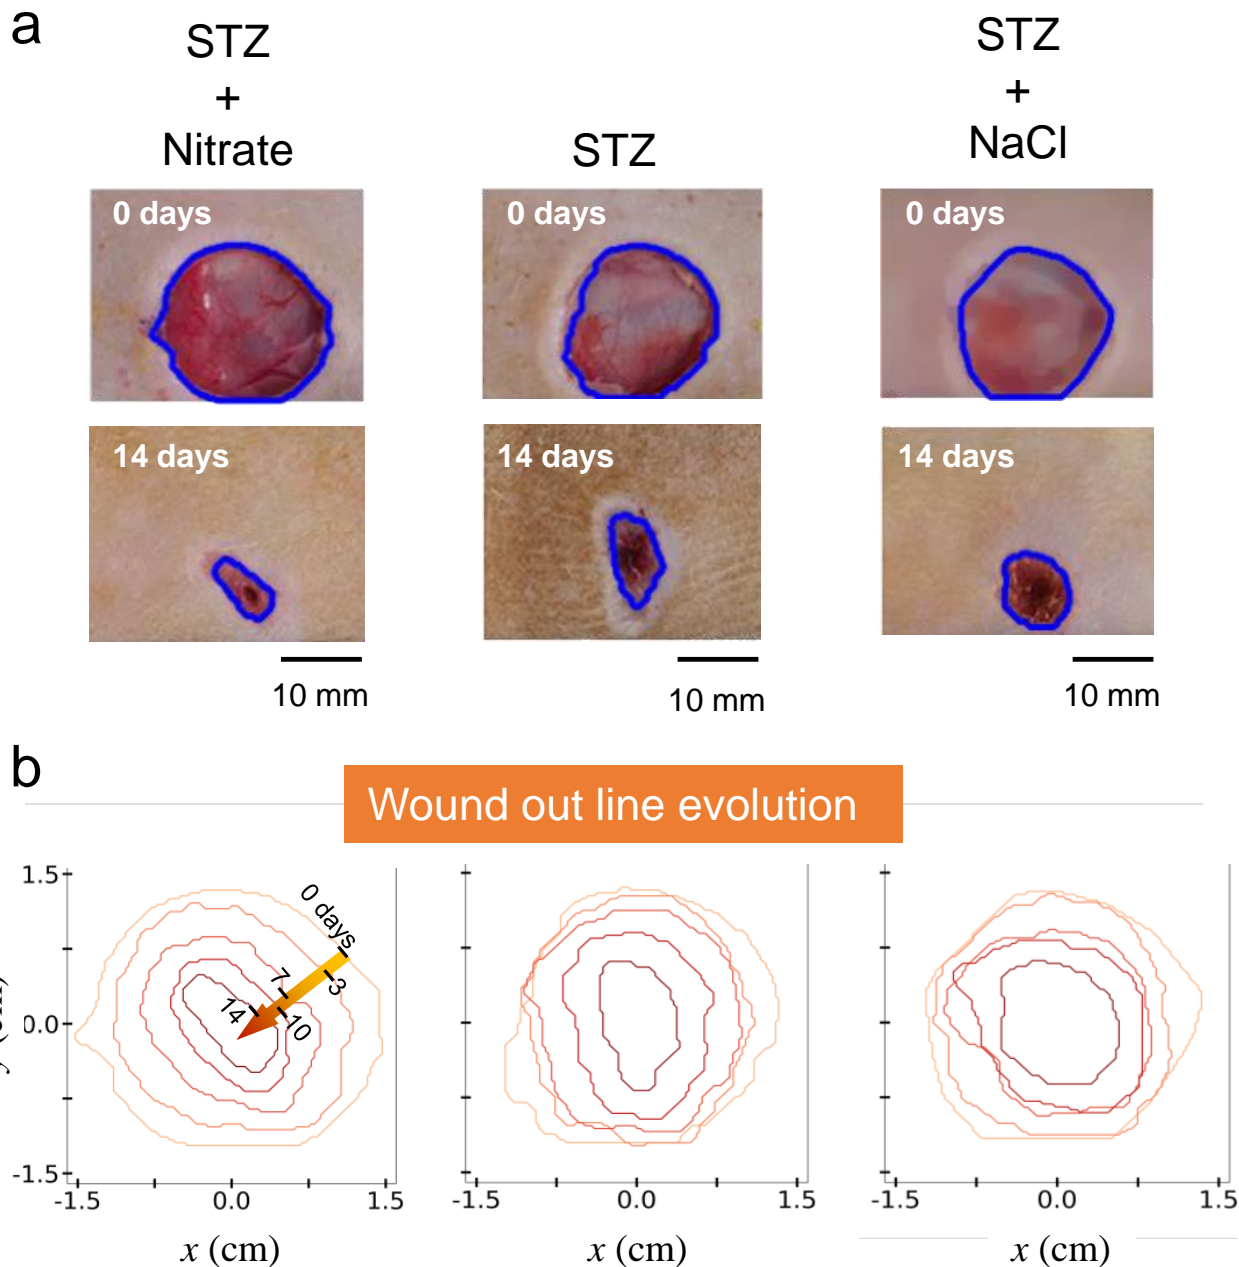 a
STZ
+
Nitrate
STZ
STZ
+
NaCl
0 days
0 days
0 days
14 days
14 days
14 days
10 mm
10 mm
10 mm
b
Wound out line evolution
1.5
0.0
-1.5
0 days
3
7
10
14
-1.5 0.0 1.5
-1.5 0.0 1.5
-1.5 0.0 1.5
x (cm)
x (cm)
x (cm)